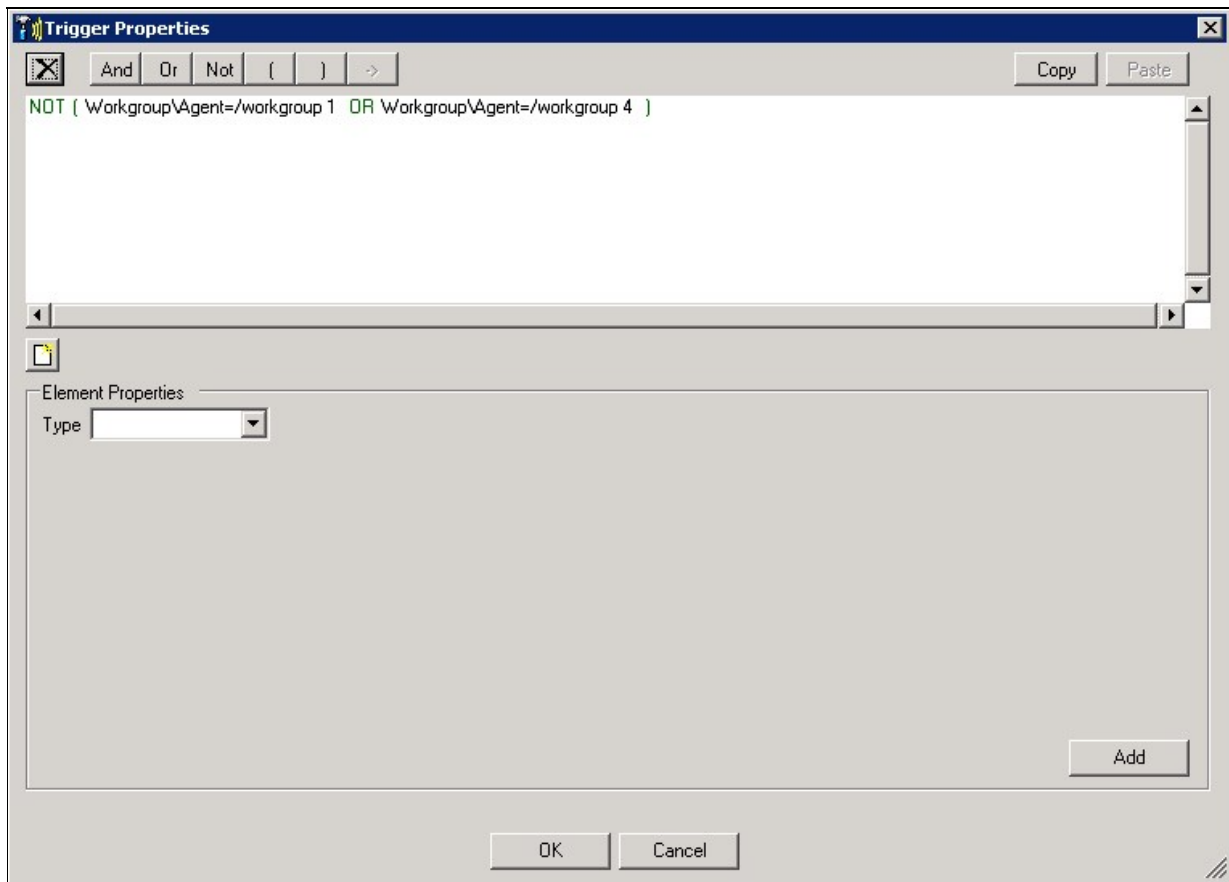 Trigger Properties
And Or Not ( ) -> Copy Paste
NOT ( Workgroup\Agent=/workgroup 1 OR Workgroup\Agent=/workgroup 4 )
Element Properties
Type
Add
OK Cancel